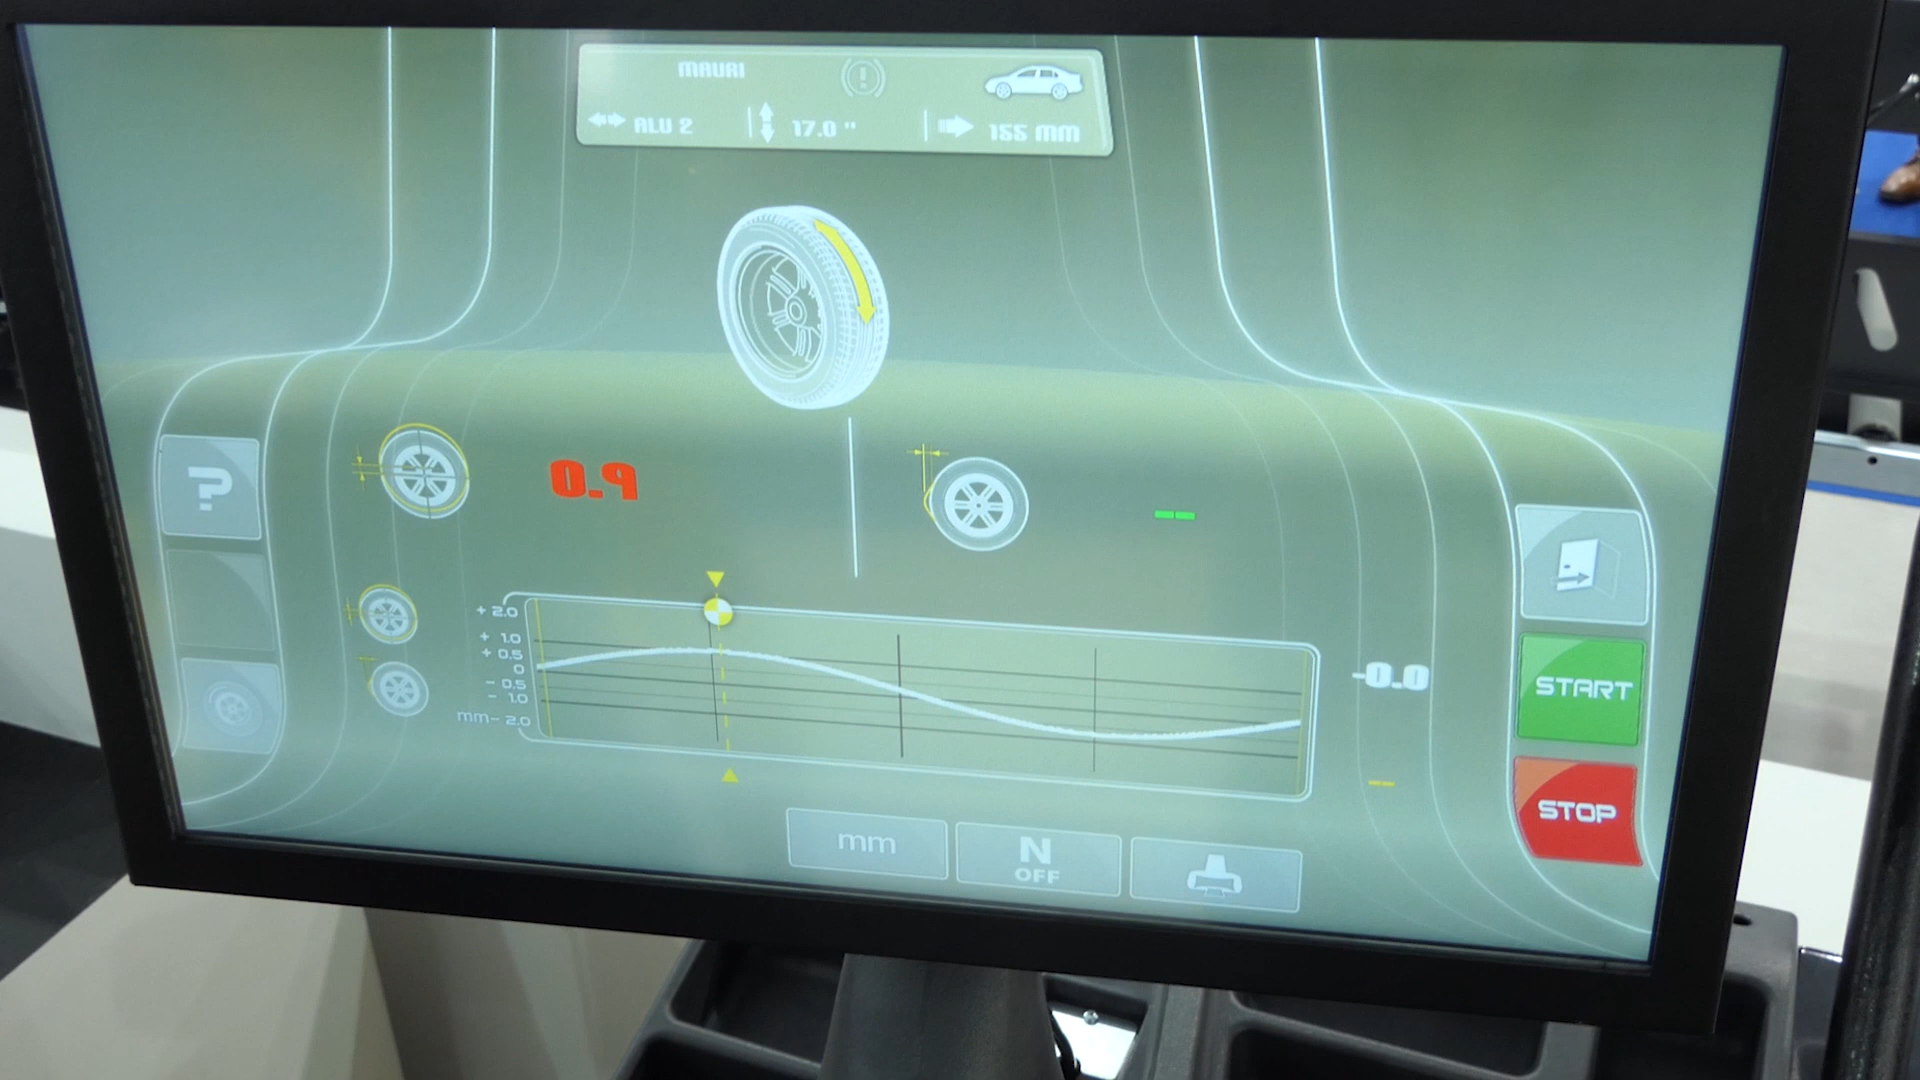 MAURI
ALU 2
17.0 "
155 MM
?
0.9
--
+ 2.0
+ 1.0
+ 0.5
0
- 0.5
- 1.0
mm- 2.0
-0.0
--
START
STOP
mm
N
OFF